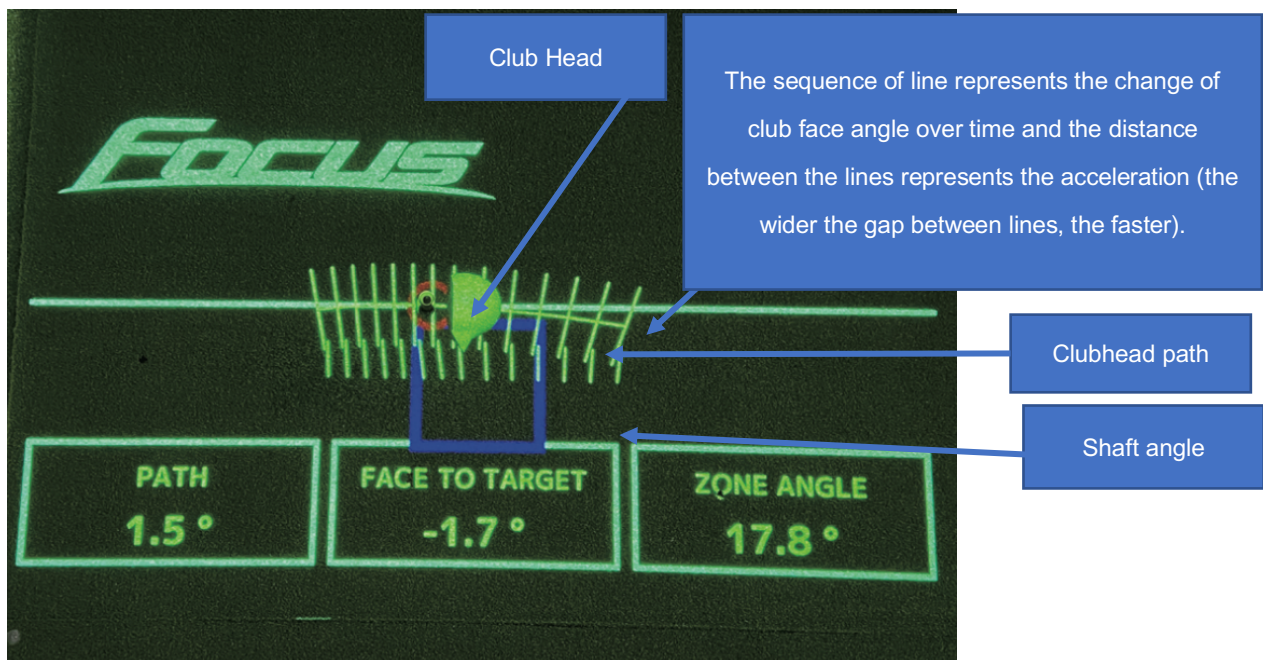 Club Head
The sequence of line represents the change of
club face angle over time and the distance
between the lines represents the acceleration (the
wider the gap between lines, the faster).
Focus
Clubhead path
Shaft angle
PATH
1.5 °
FACE TO TARGET
-1.7 °
ZONE ANGLE
17.8 °